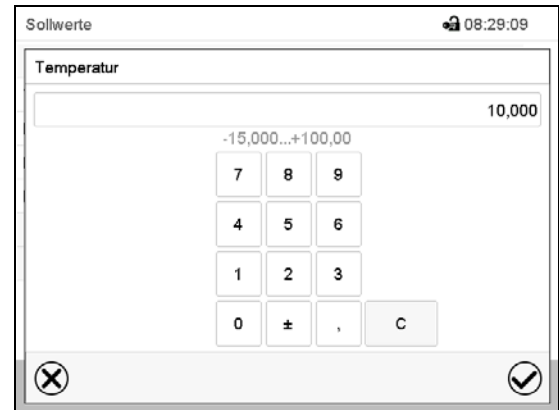 Sollwerte 08:29:09
Temperatur
10,000
-15,000...+100,00
7 8 9
4 5 6
1 2 3
0 ± , C